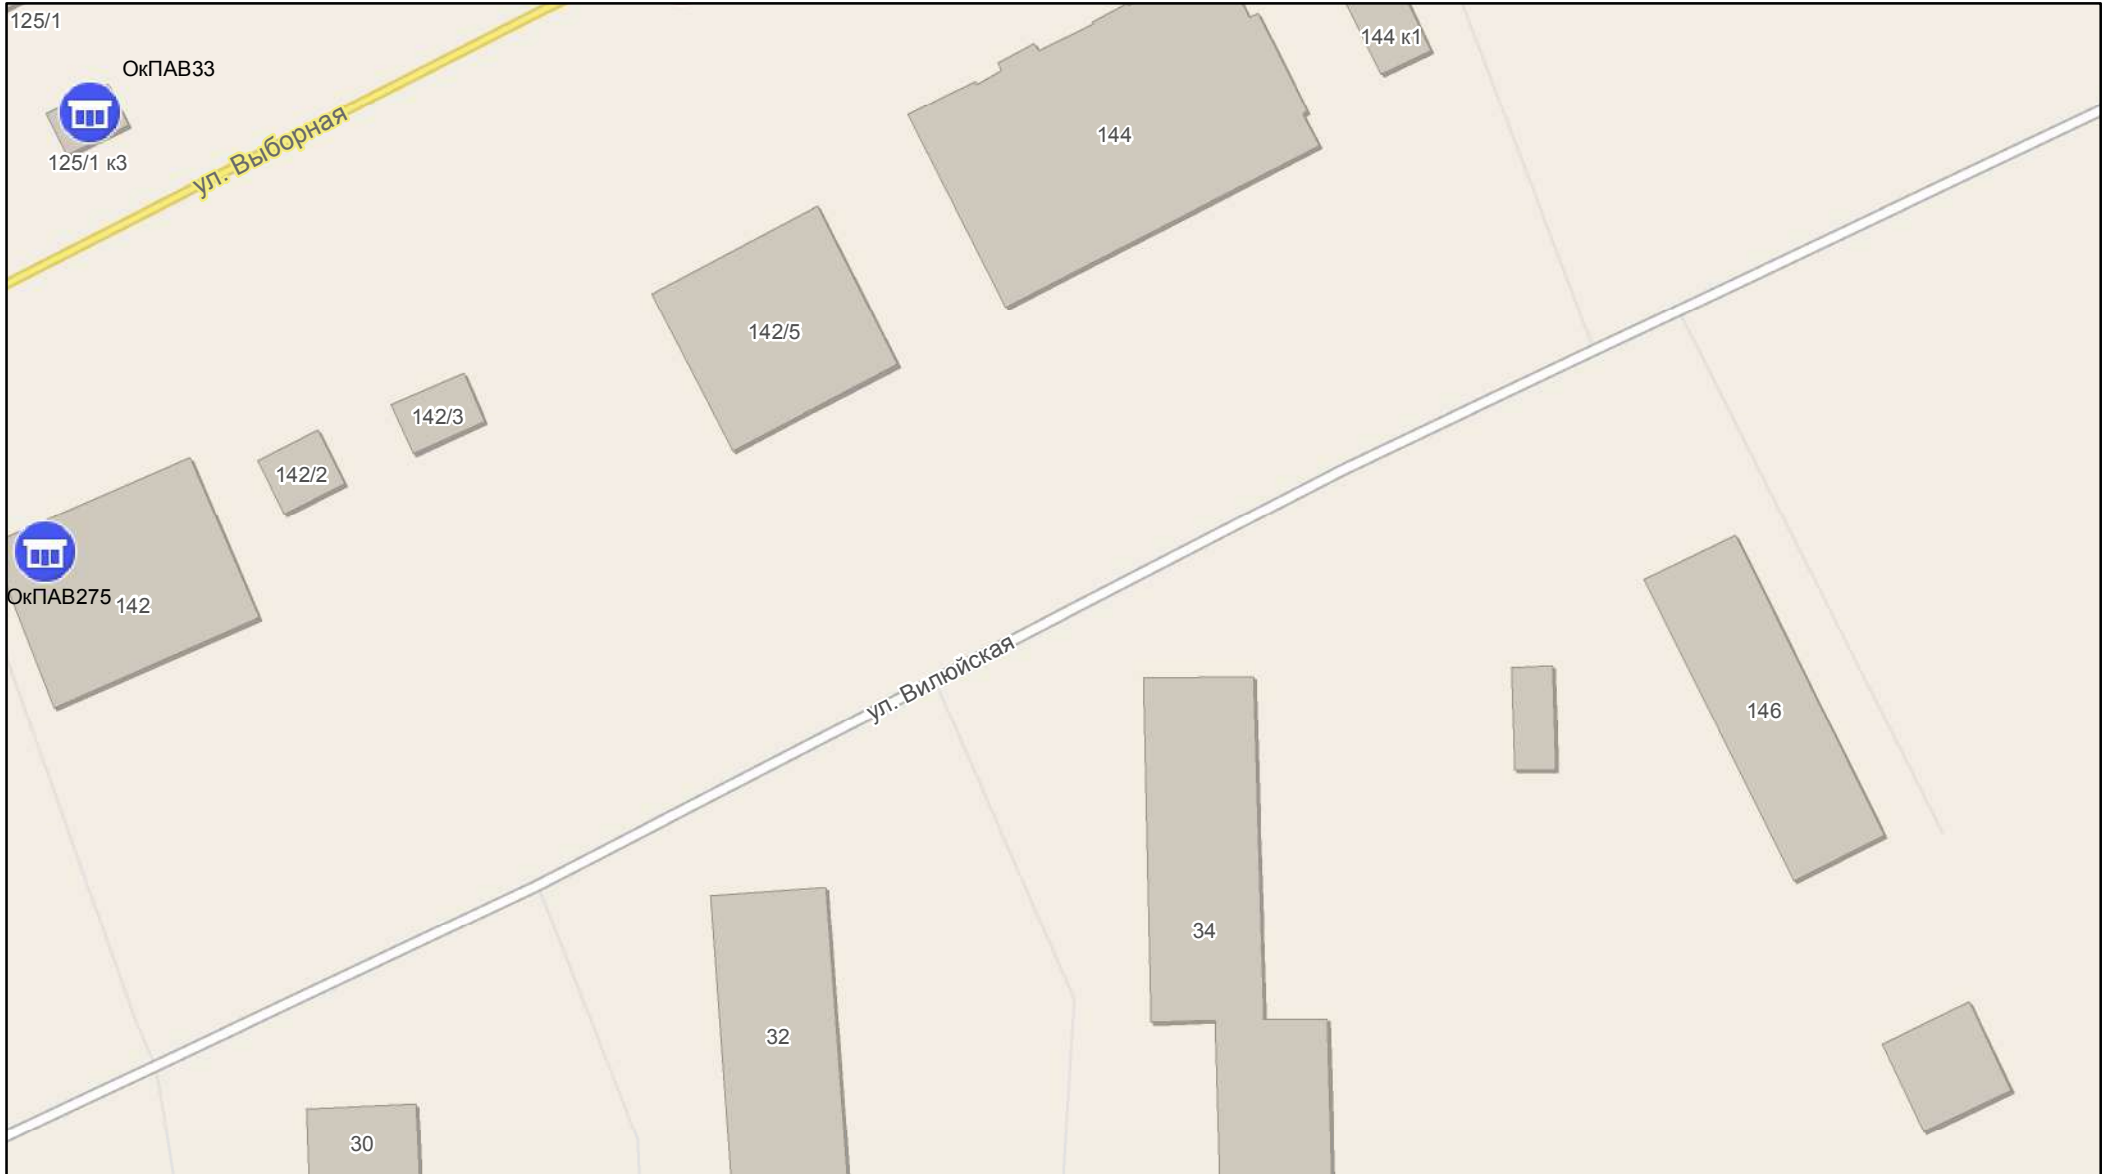 125/1
144 к1
ОкПАВ33
ул. Выборная
144
125/1 к3
142/5
142/3
142/2
ОкПАВ275
142
ул. Вилюйская
146
34
32
30